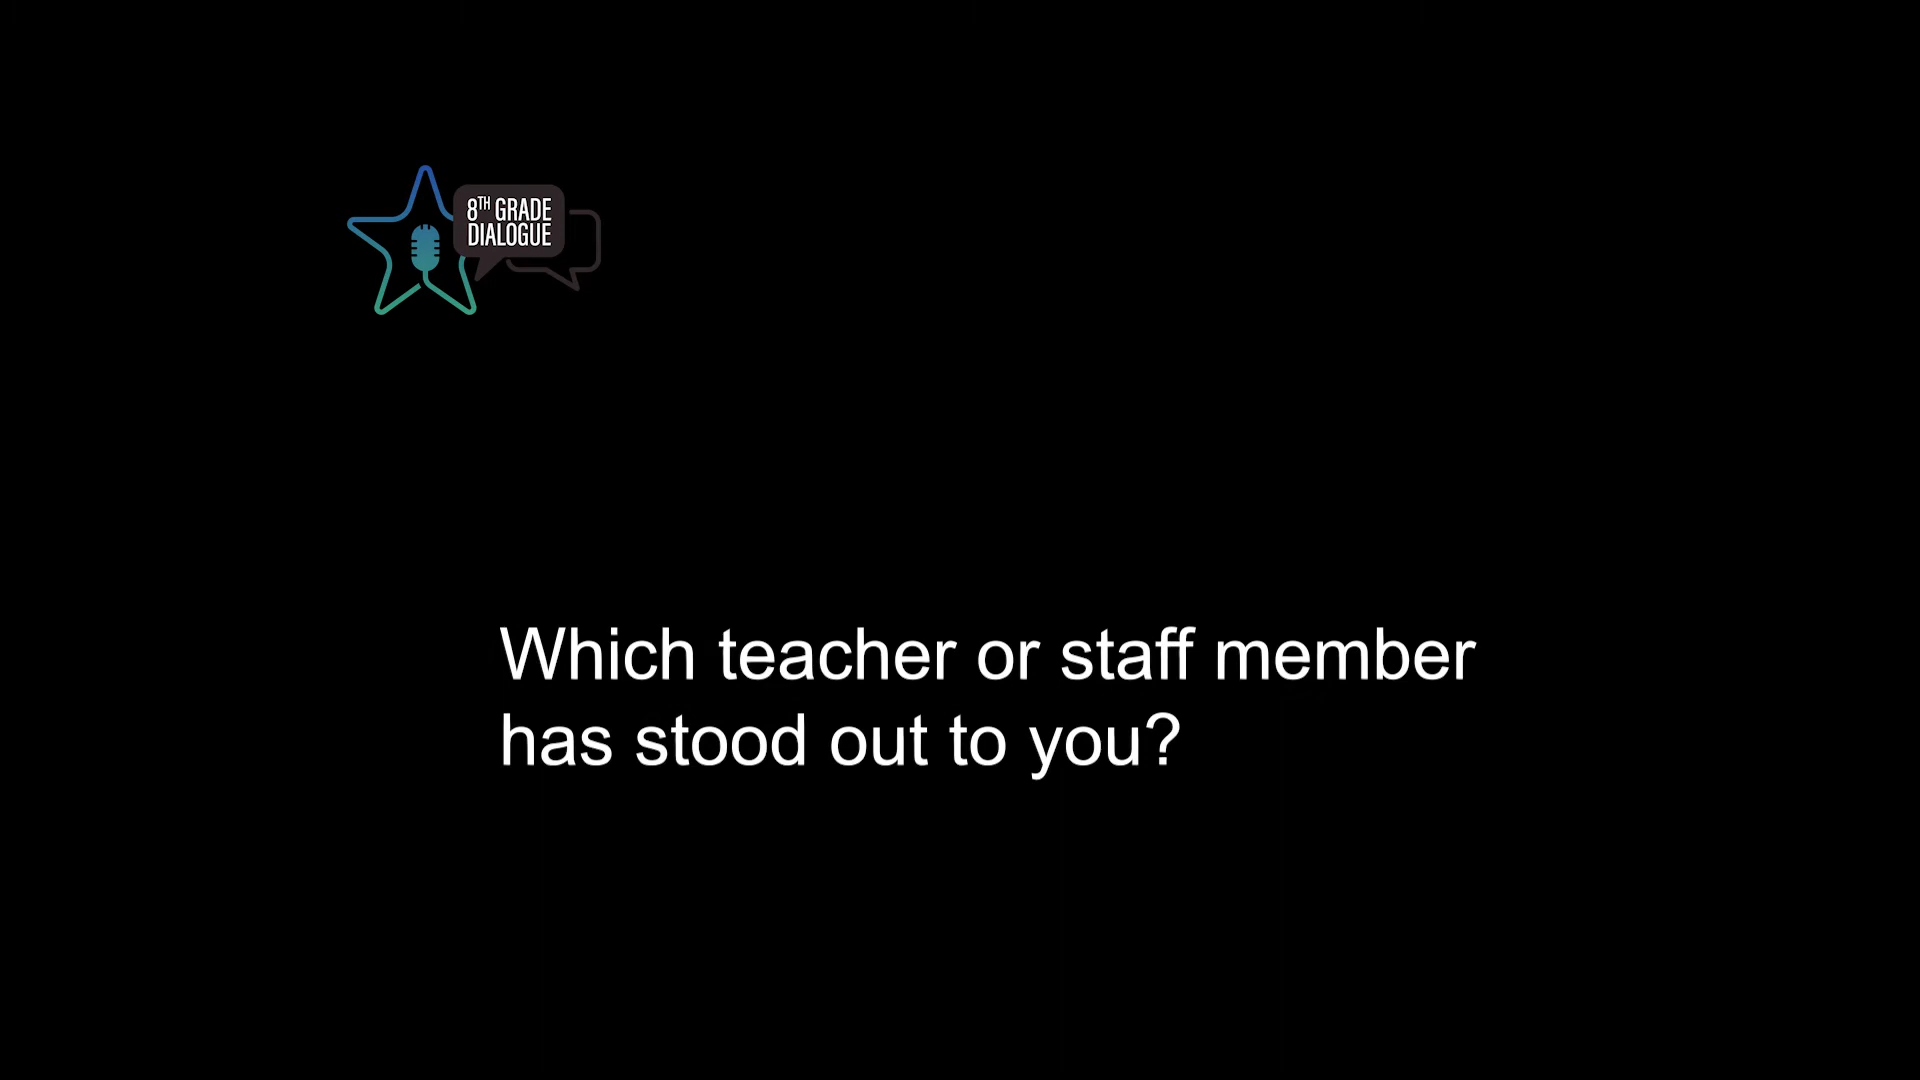 8TH GRADE
DIALOGUE
Which teacher or staff member
has stood out to you?